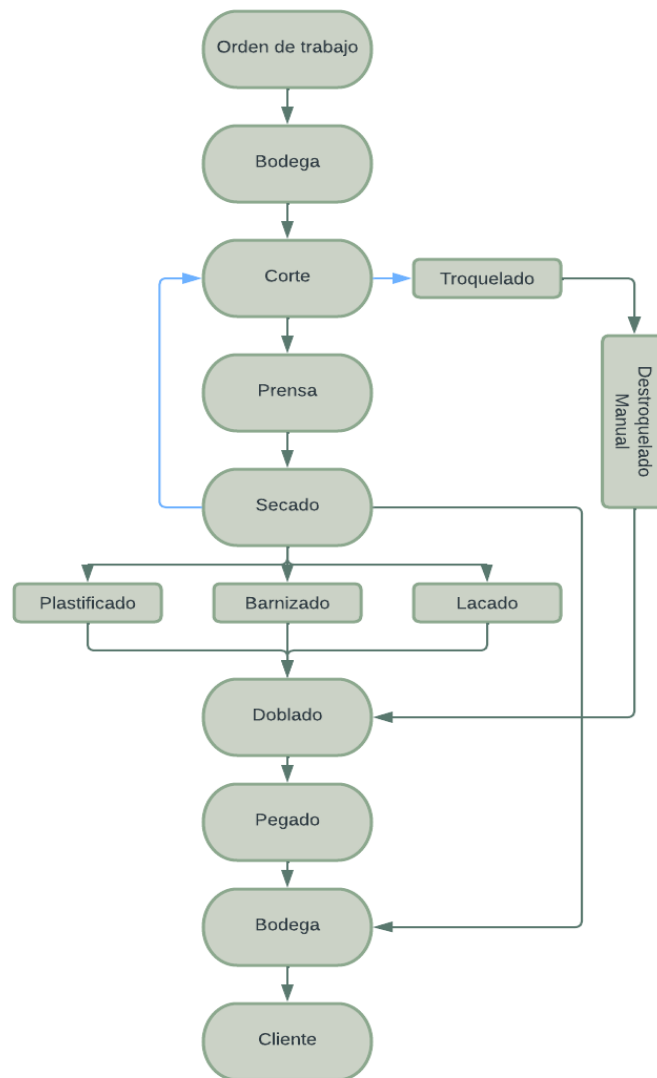 Orden de trabajo
Bodega
Corte
Troquelado
Prensa
Destroquelado
Manual
Secado
Plastificado
Barnizado
Lacado
Doblado
Pegado
Bodega
Cliente